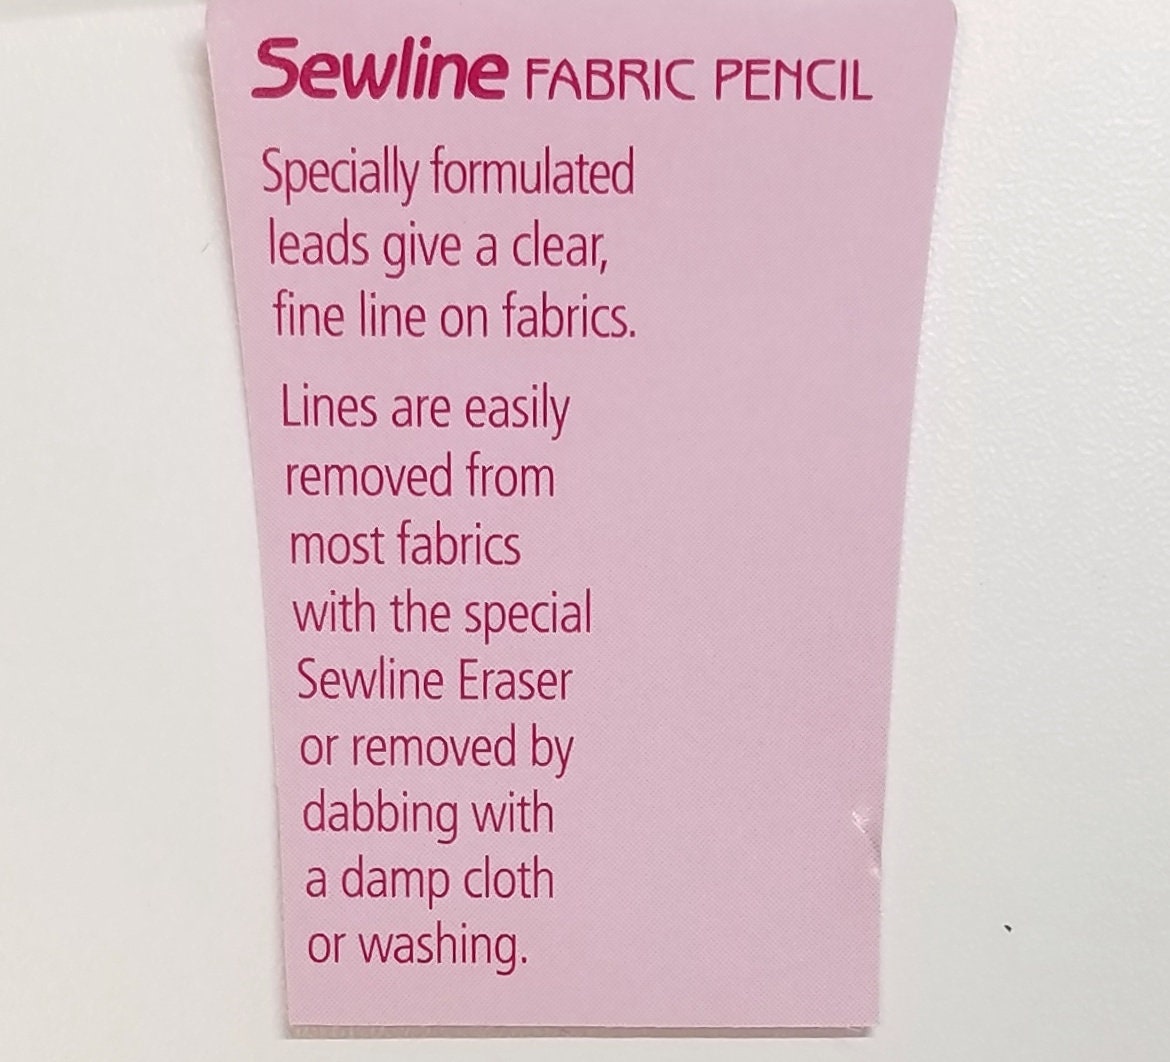 Sewline FABRIC PENCIL
Specially formulated
leads give a clear,
fine line on fabrics.
Lines are easily
removed from
most fabrics
with the special
Sewline Eraser
or removed by
dabbing with
a damp cloth
or washing.